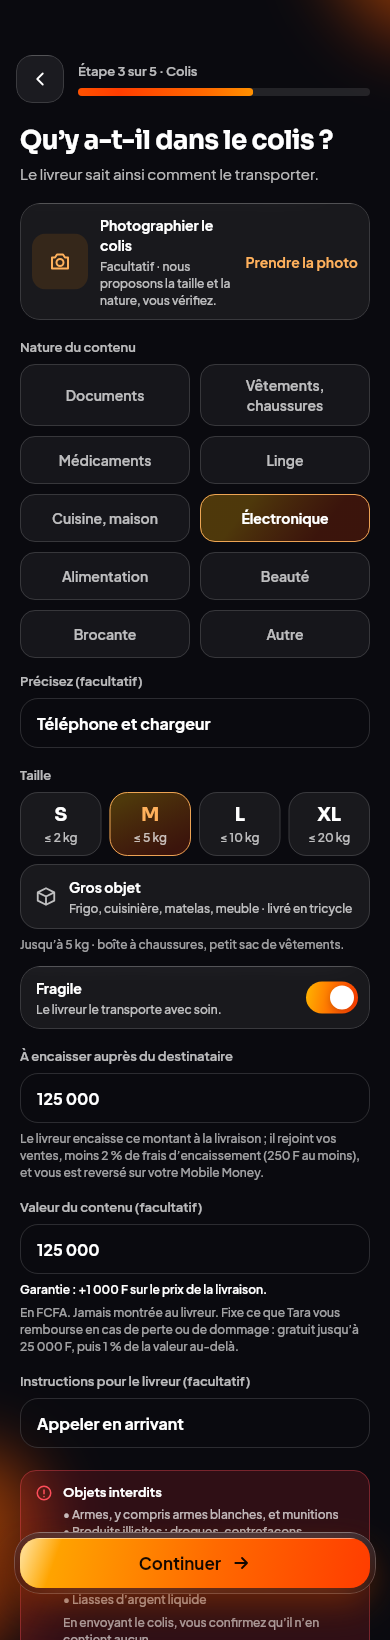 Étape 3 sur 5 · Colis
Qu’y a-t-il dans le colis ?
Le livreur sait ainsi comment le transporter.
Photographier le
colis
Facultatif · nous
proposons la taille et la
nature, vous vérifiez.
Prendre la photo
Nature du contenu
Documents
Vêtements,
chaussures
Médicaments
Linge
Cuisine, maison
Électronique
Alimentation
Beauté
Brocante
Autre
Précisez (facultatif)
Téléphone et chargeur
Taille
S
≤ 2 kg
M
≤ 5 kg
L
≤ 10 kg
XL
≤ 20 kg
Gros objet
Frigo, cuisinière, matelas, meuble · livré en tricycle
Jusqu’à 5 kg · boîte à chaussures, petit sac de vêtements.
Fragile
Le livreur le transporte avec soin.
À encaisser auprès du destinataire
125 000
Le livreur encaisse ce montant à la livraison ; il rejoint vos
ventes, moins 2 % de frais d’encaissement (250 F au moins),
et vous est reversé sur votre Mobile Money.
Valeur du contenu (facultatif)
125 000
Garantie : +1 000 F sur le prix de la livraison.
En FCFA. Jamais montrée au livreur. Fixe ce que Tara vous
rembourse en cas de perte ou de dommage : gratuit jusqu’à
25 000 F, puis 1 % de la valeur au-delà.
Instructions pour le livreur (facultatif)
Appeler en arrivant
Objets interdits
• Armes, y compris armes blanches, et munitions
• Produits illicites : drogues, contrefaçons
Continuer →
• Liasses d’argent liquide
En envoyant le colis, vous confirmez qu’il n’en
contient aucun.